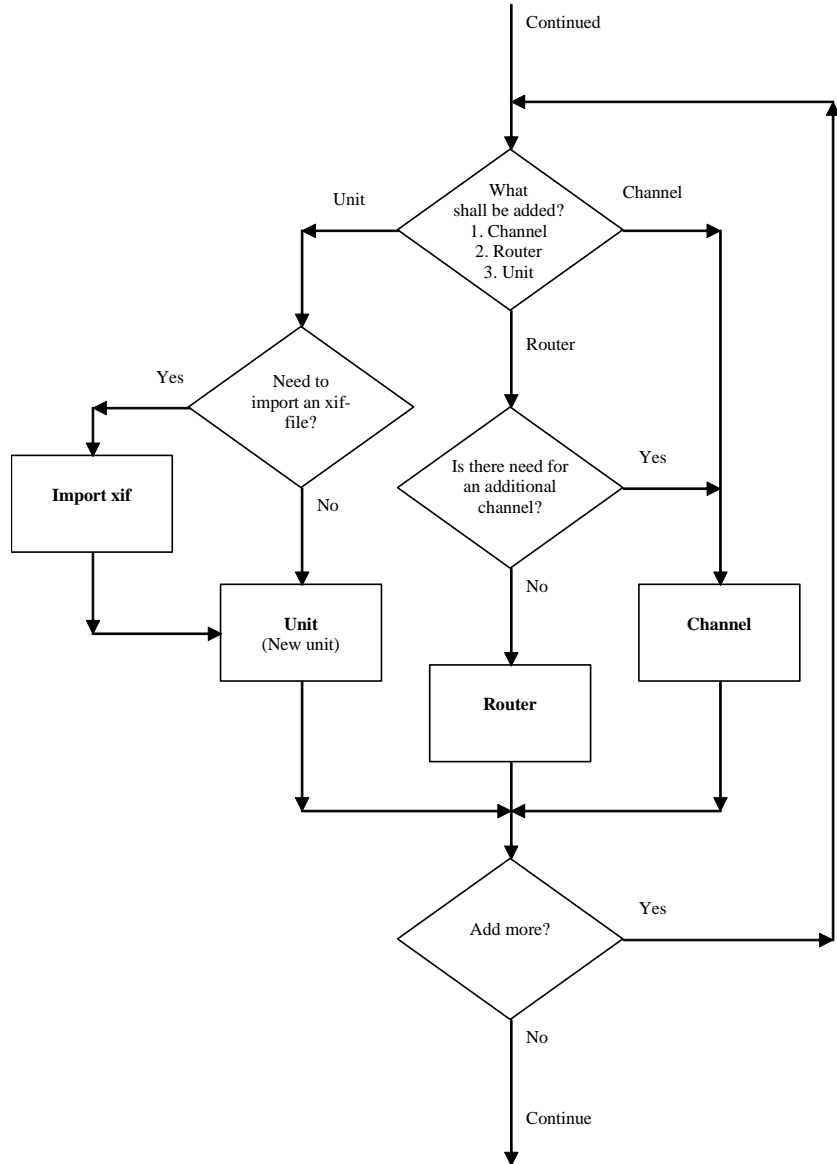 Continued
What
shall be added?
1. Channel
2. Router
3. Unit
Unit
Channel
Router
Yes
Need to
import an xif-
file?
Is there need for
an additional
channel?
Yes
Import xif
No
No
Unit
(New unit)
Channel
Router
Add more?
Yes
No
Continue